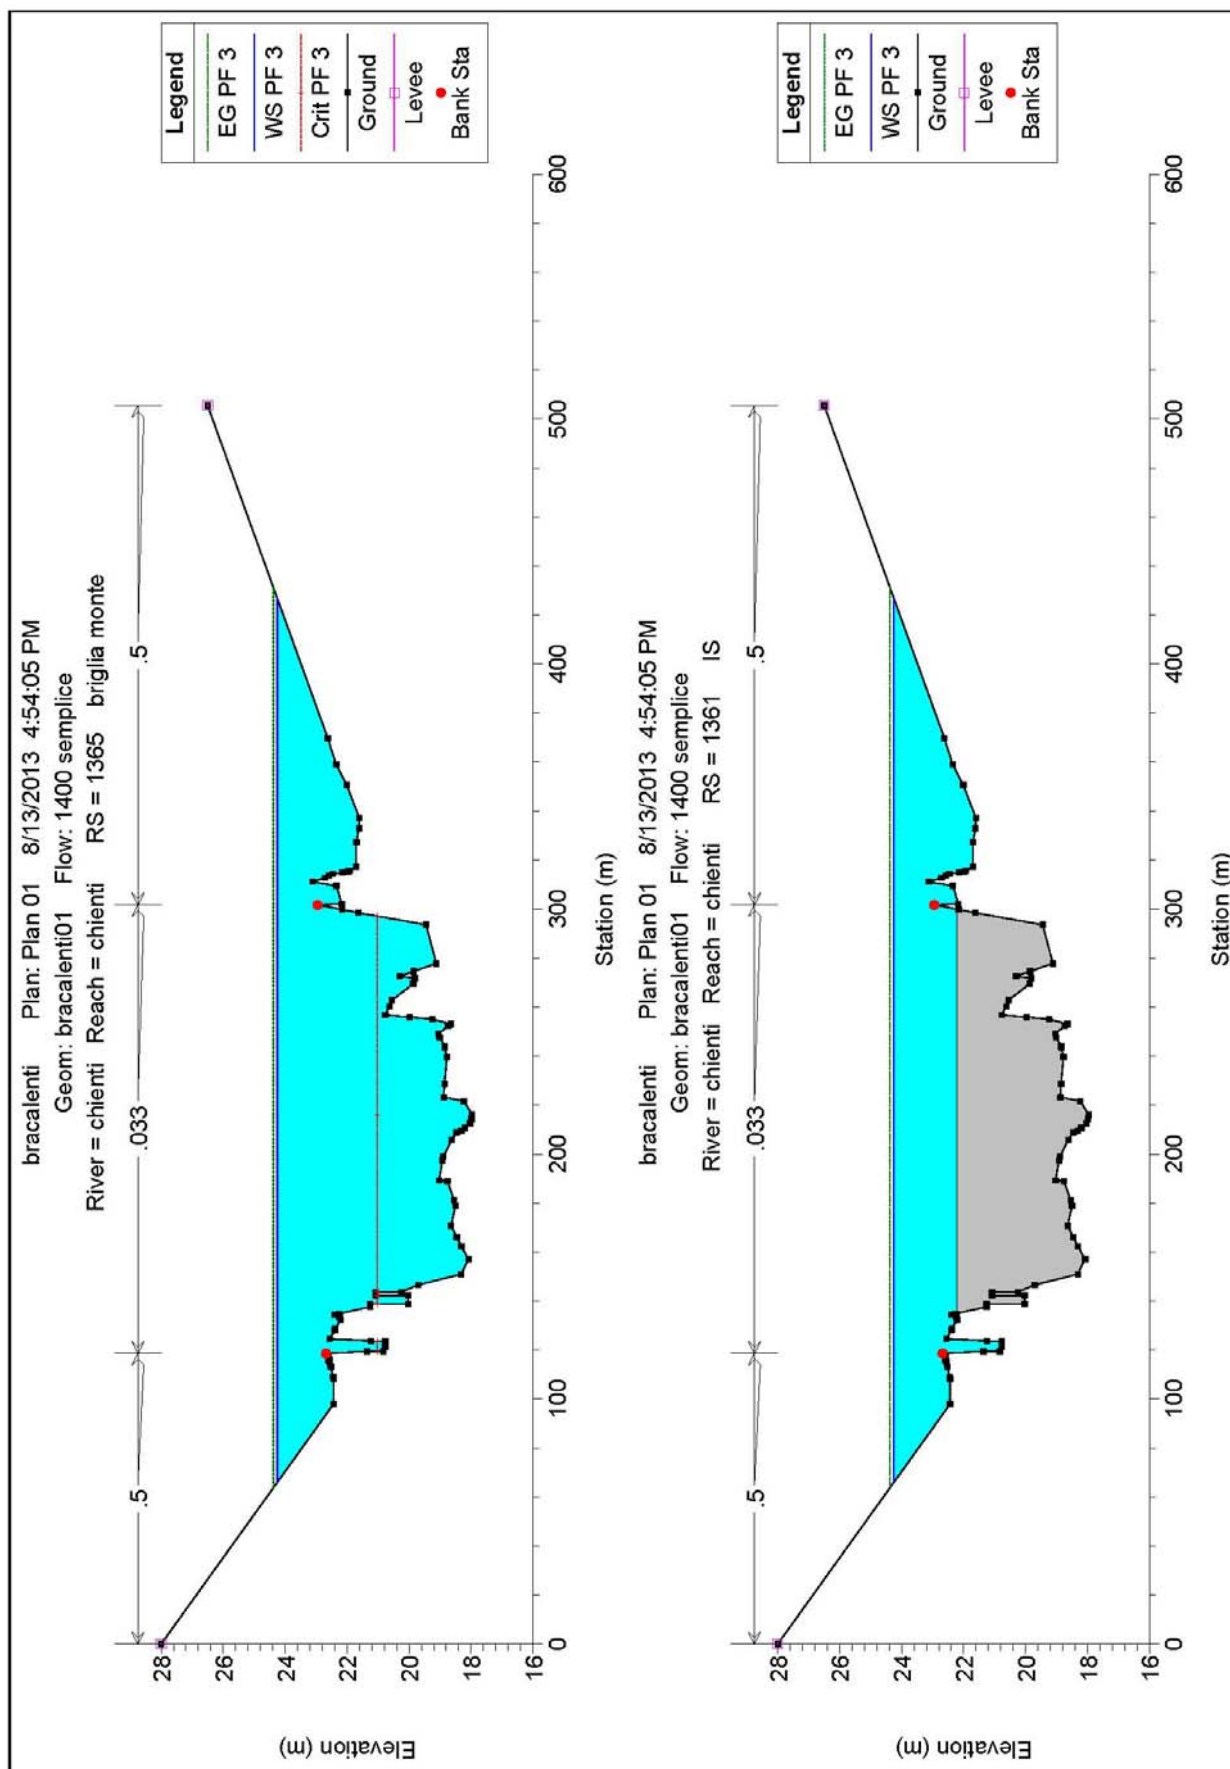 bracalenti Plan: Plan 01 8/13/2013 4:54:05 PM
Geom: bracalenti01 Flow: 1400 semplice
River = chienti Reach = chienti RS = 1365 briglia monte
.5
.033
.5
28
26
24
22
20
18
16
Elevation (m)
0
100
200
300
400
500
600
Station (m)
Legend
EG PF 3
WS PF 3
Crit PF 3
Ground
Levee
Bank Sta
bracalenti Plan: Plan 01 8/13/2013 4:54:05 PM
Geom: bracalenti01 Flow: 1400 semplice
River = chienti Reach = chienti RS = 1361 IS
.5
.033
.5
28
26
24
22
20
18
16
Elevation (m)
0
100
200
300
400
500
600
Station (m)
Legend
EG PF 3
WS PF 3
Ground
Levee
Bank Sta